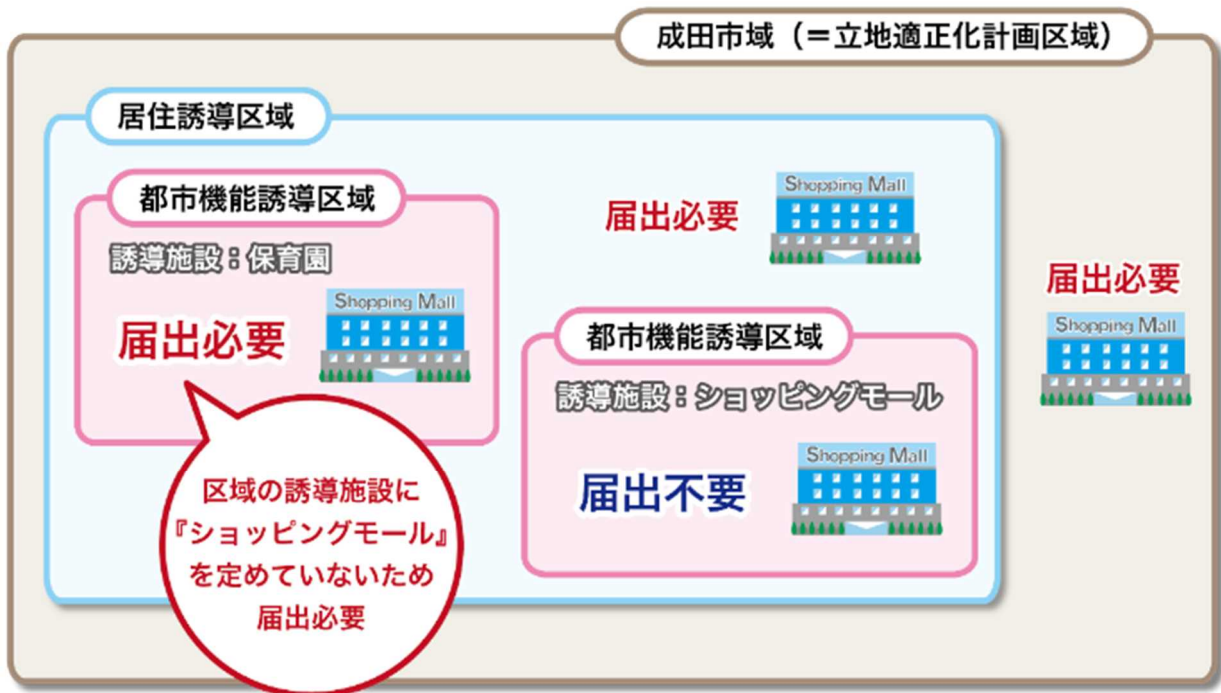 成田市域（＝立地適正化計画区域）
居住誘導区域
都市機能誘導区域
誘導施設：保育園
届出必要
Shopping Mall
区域の誘導施設に
『ショッピングモール』
を定めていないため
届出必要
届出必要
Shopping Mall
都市機能誘導区域
誘導施設：ショッピングモール
届出不要
Shopping Mall
届出必要
Shopping Mall